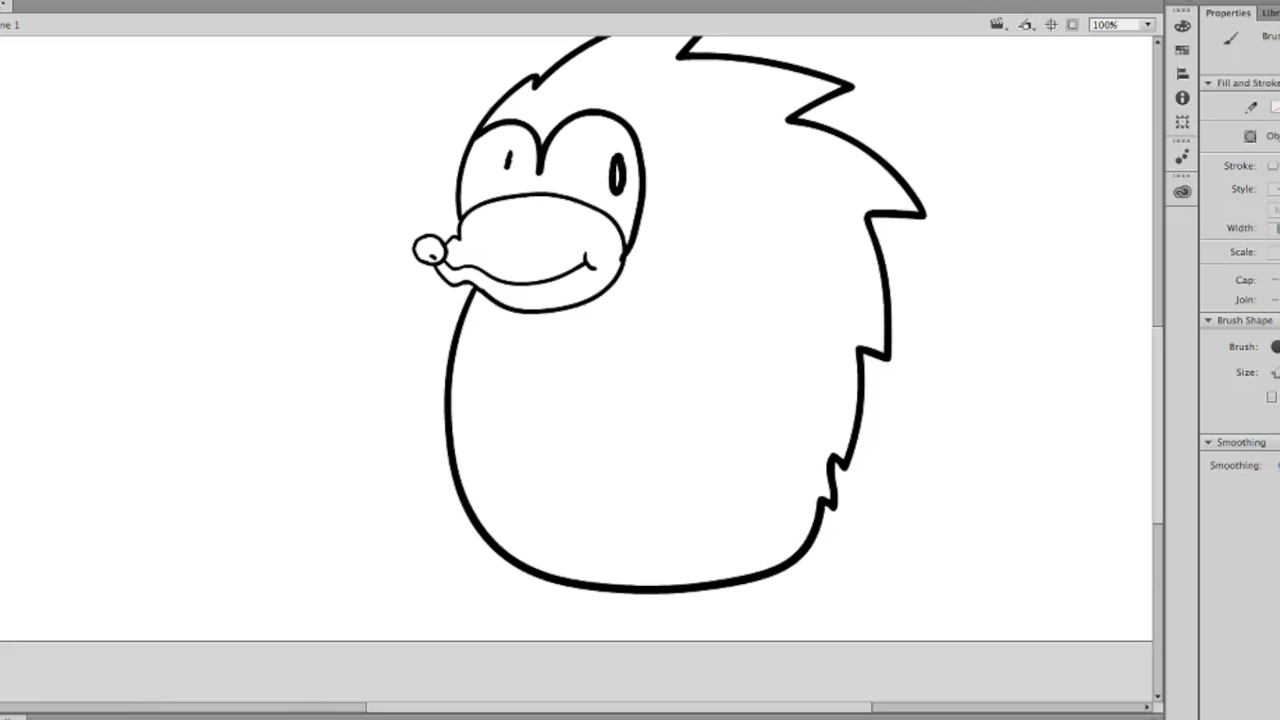 ne 1
100%
Properties
Libr
Brus
Fill and Stroke
Obj
Stroke:
Style:
Width:
Scale:
Cap:
Join:
Brush Shape
Brush:
Size:
Smoothing
Smoothing: